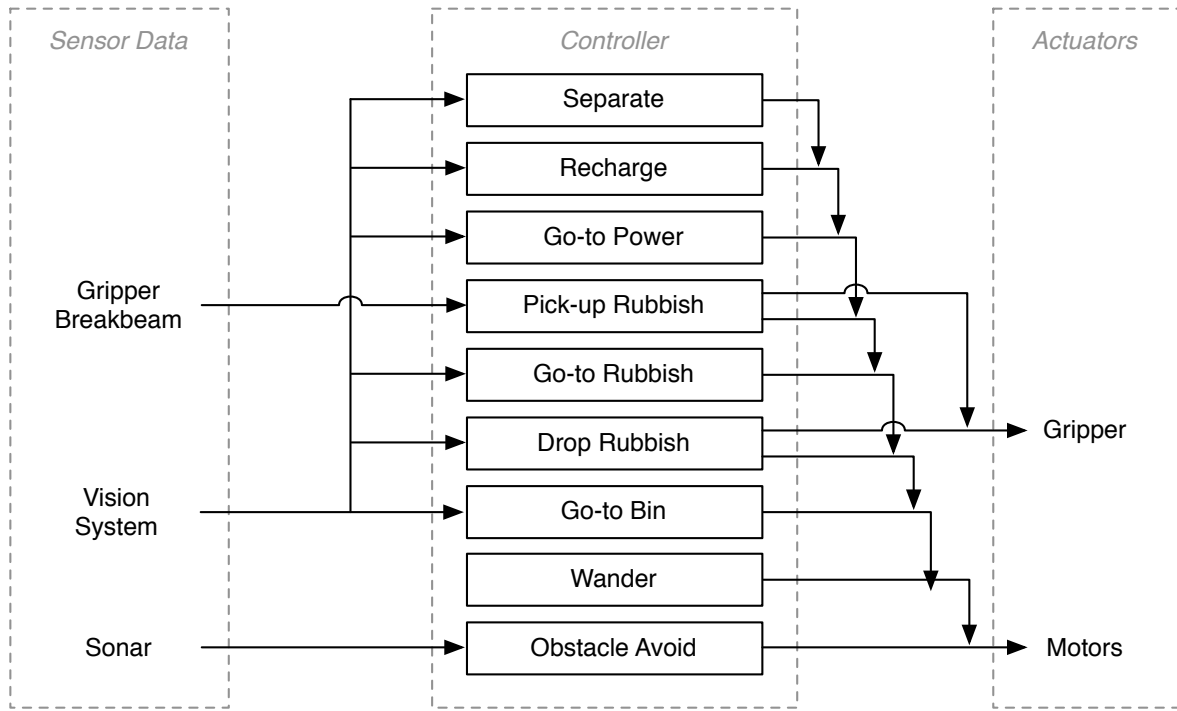 Sensor Data
Controller
Actuators
Separate
Recharge
Go-to Power
Gripper
Breakbeam
Pick-up Rubbish
Go-to Rubbish
Drop Rubbish
Gripper
Vision
System
Go-to Bin
Wander
Sonar
Obstacle Avoid
Motors